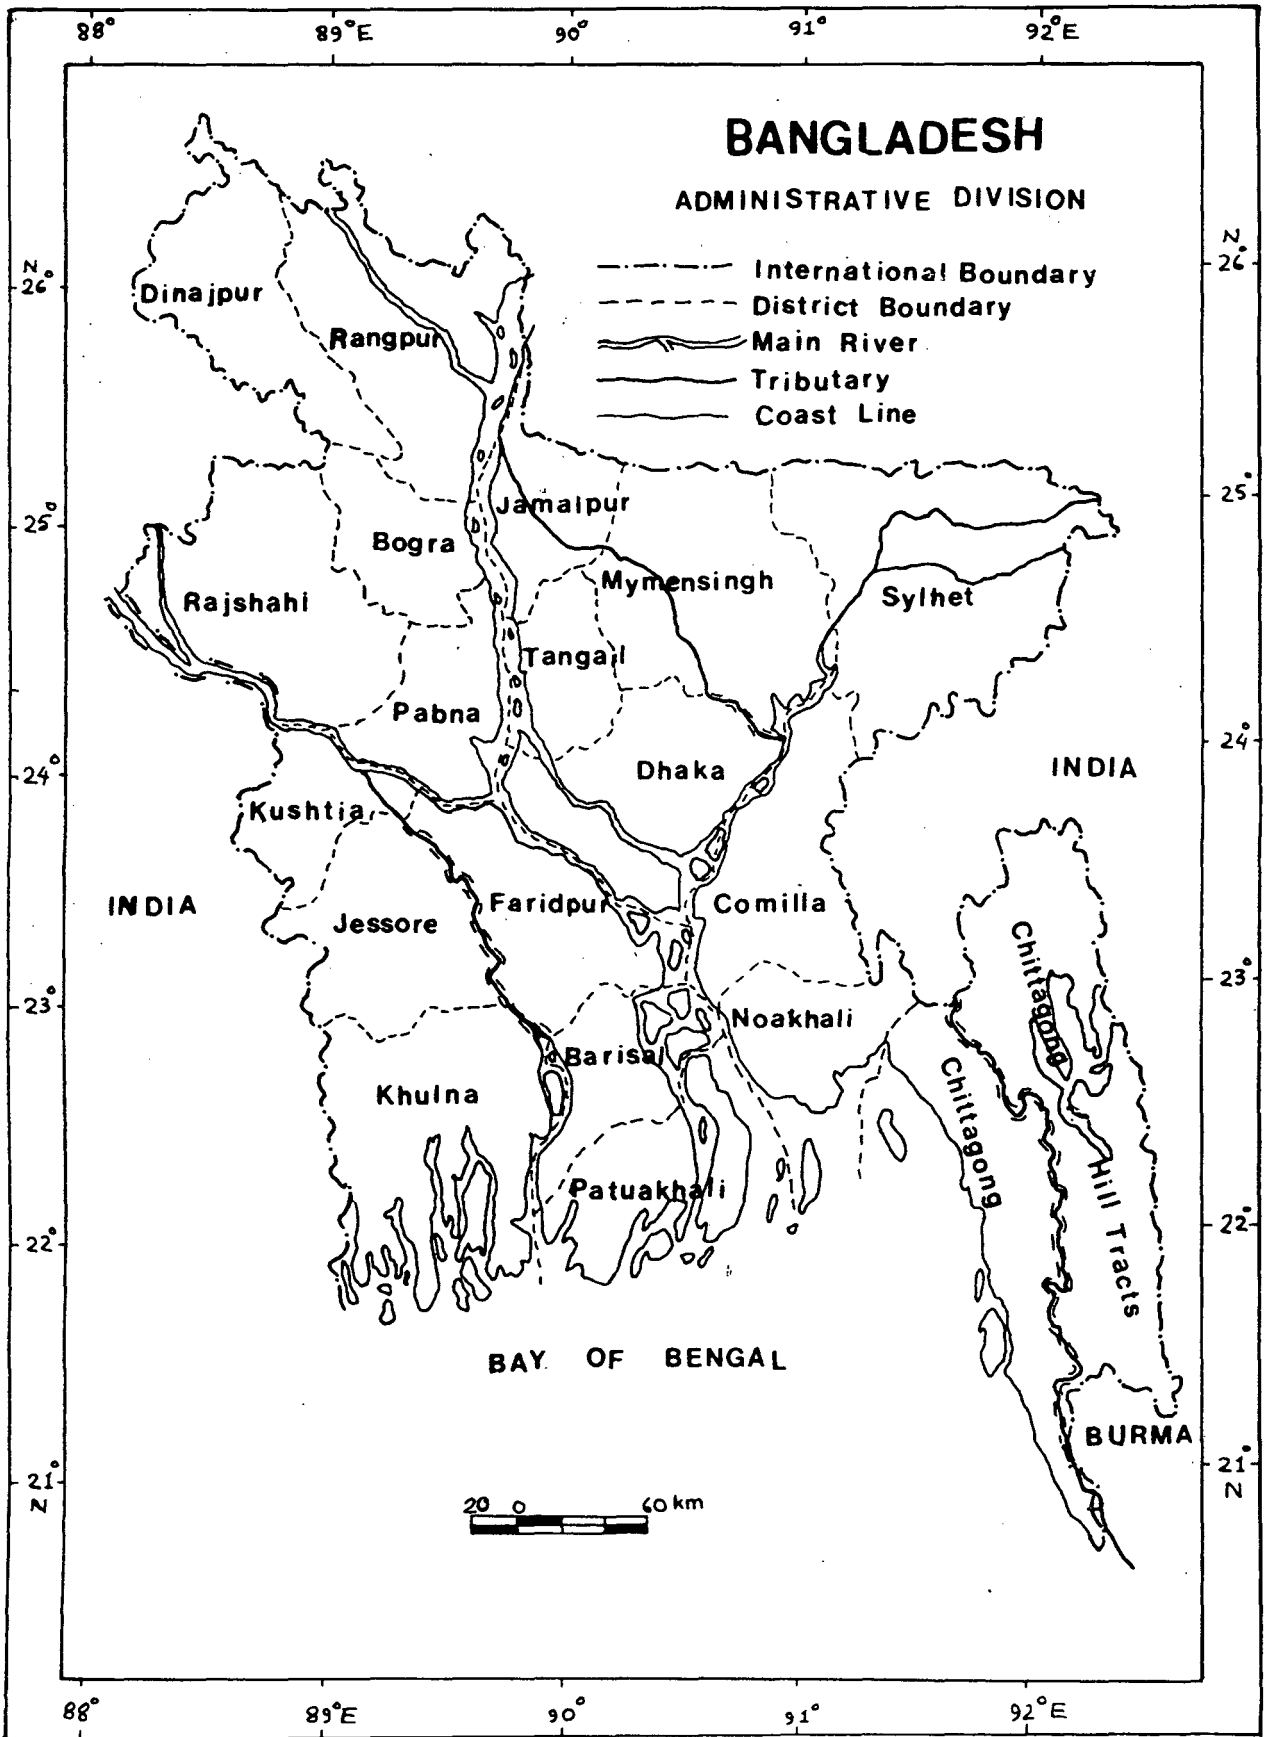 88° 89°E 90° 91° 92°E
BANGLADESH
ADMINISTRATIVE DIVISION
International Boundary
District Boundary
Main River
Tributary
Coast Line
N
26°
N
26°
Dinajpur
Rangpur
25°
25°
Jamalpur
Bogra
Mymensingh
Rajshahi
Sylhet
Tangail
Pabna
24°
24°
Dhaka
INDIA
Kushtia
INDIA
Faridpur
Comilla
Jessore
Chittagong
Hill Tracts
23°
23°
Noakhali
Barisal
Khulna
Chittagong
Patuakhali
22°
22°
BAY OF BENGAL
BURMA
21°
N
21°
N
20 0 60 km
88° 89°E 90° 91° 92°E